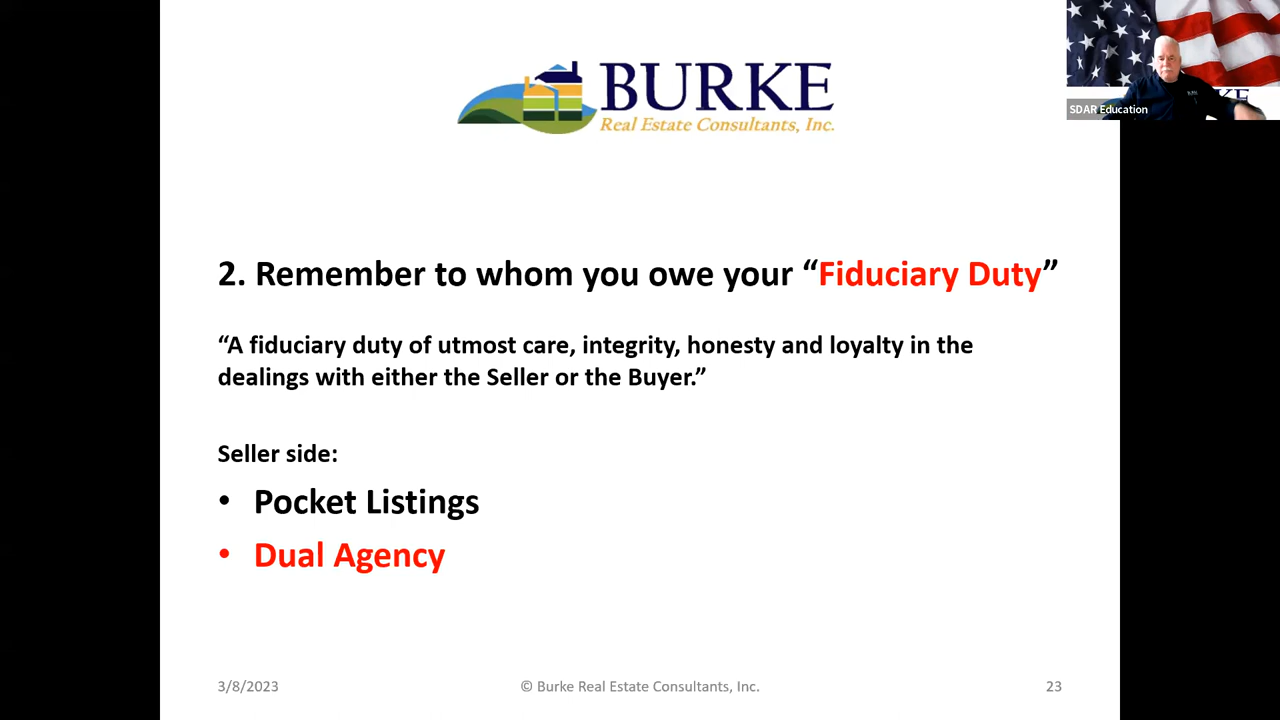 BURKE
Real Estate Consultants, Inc.
SDAR Education
2. Remember to whom you owe your “Fiduciary Duty”
“A fiduciary duty of utmost care, integrity, honesty and loyalty in the
dealings with either the Seller or the Buyer.”
Seller side:
• Pocket Listings
• Dual Agency
3/8/2023
© Burke Real Estate Consultants, Inc.
23